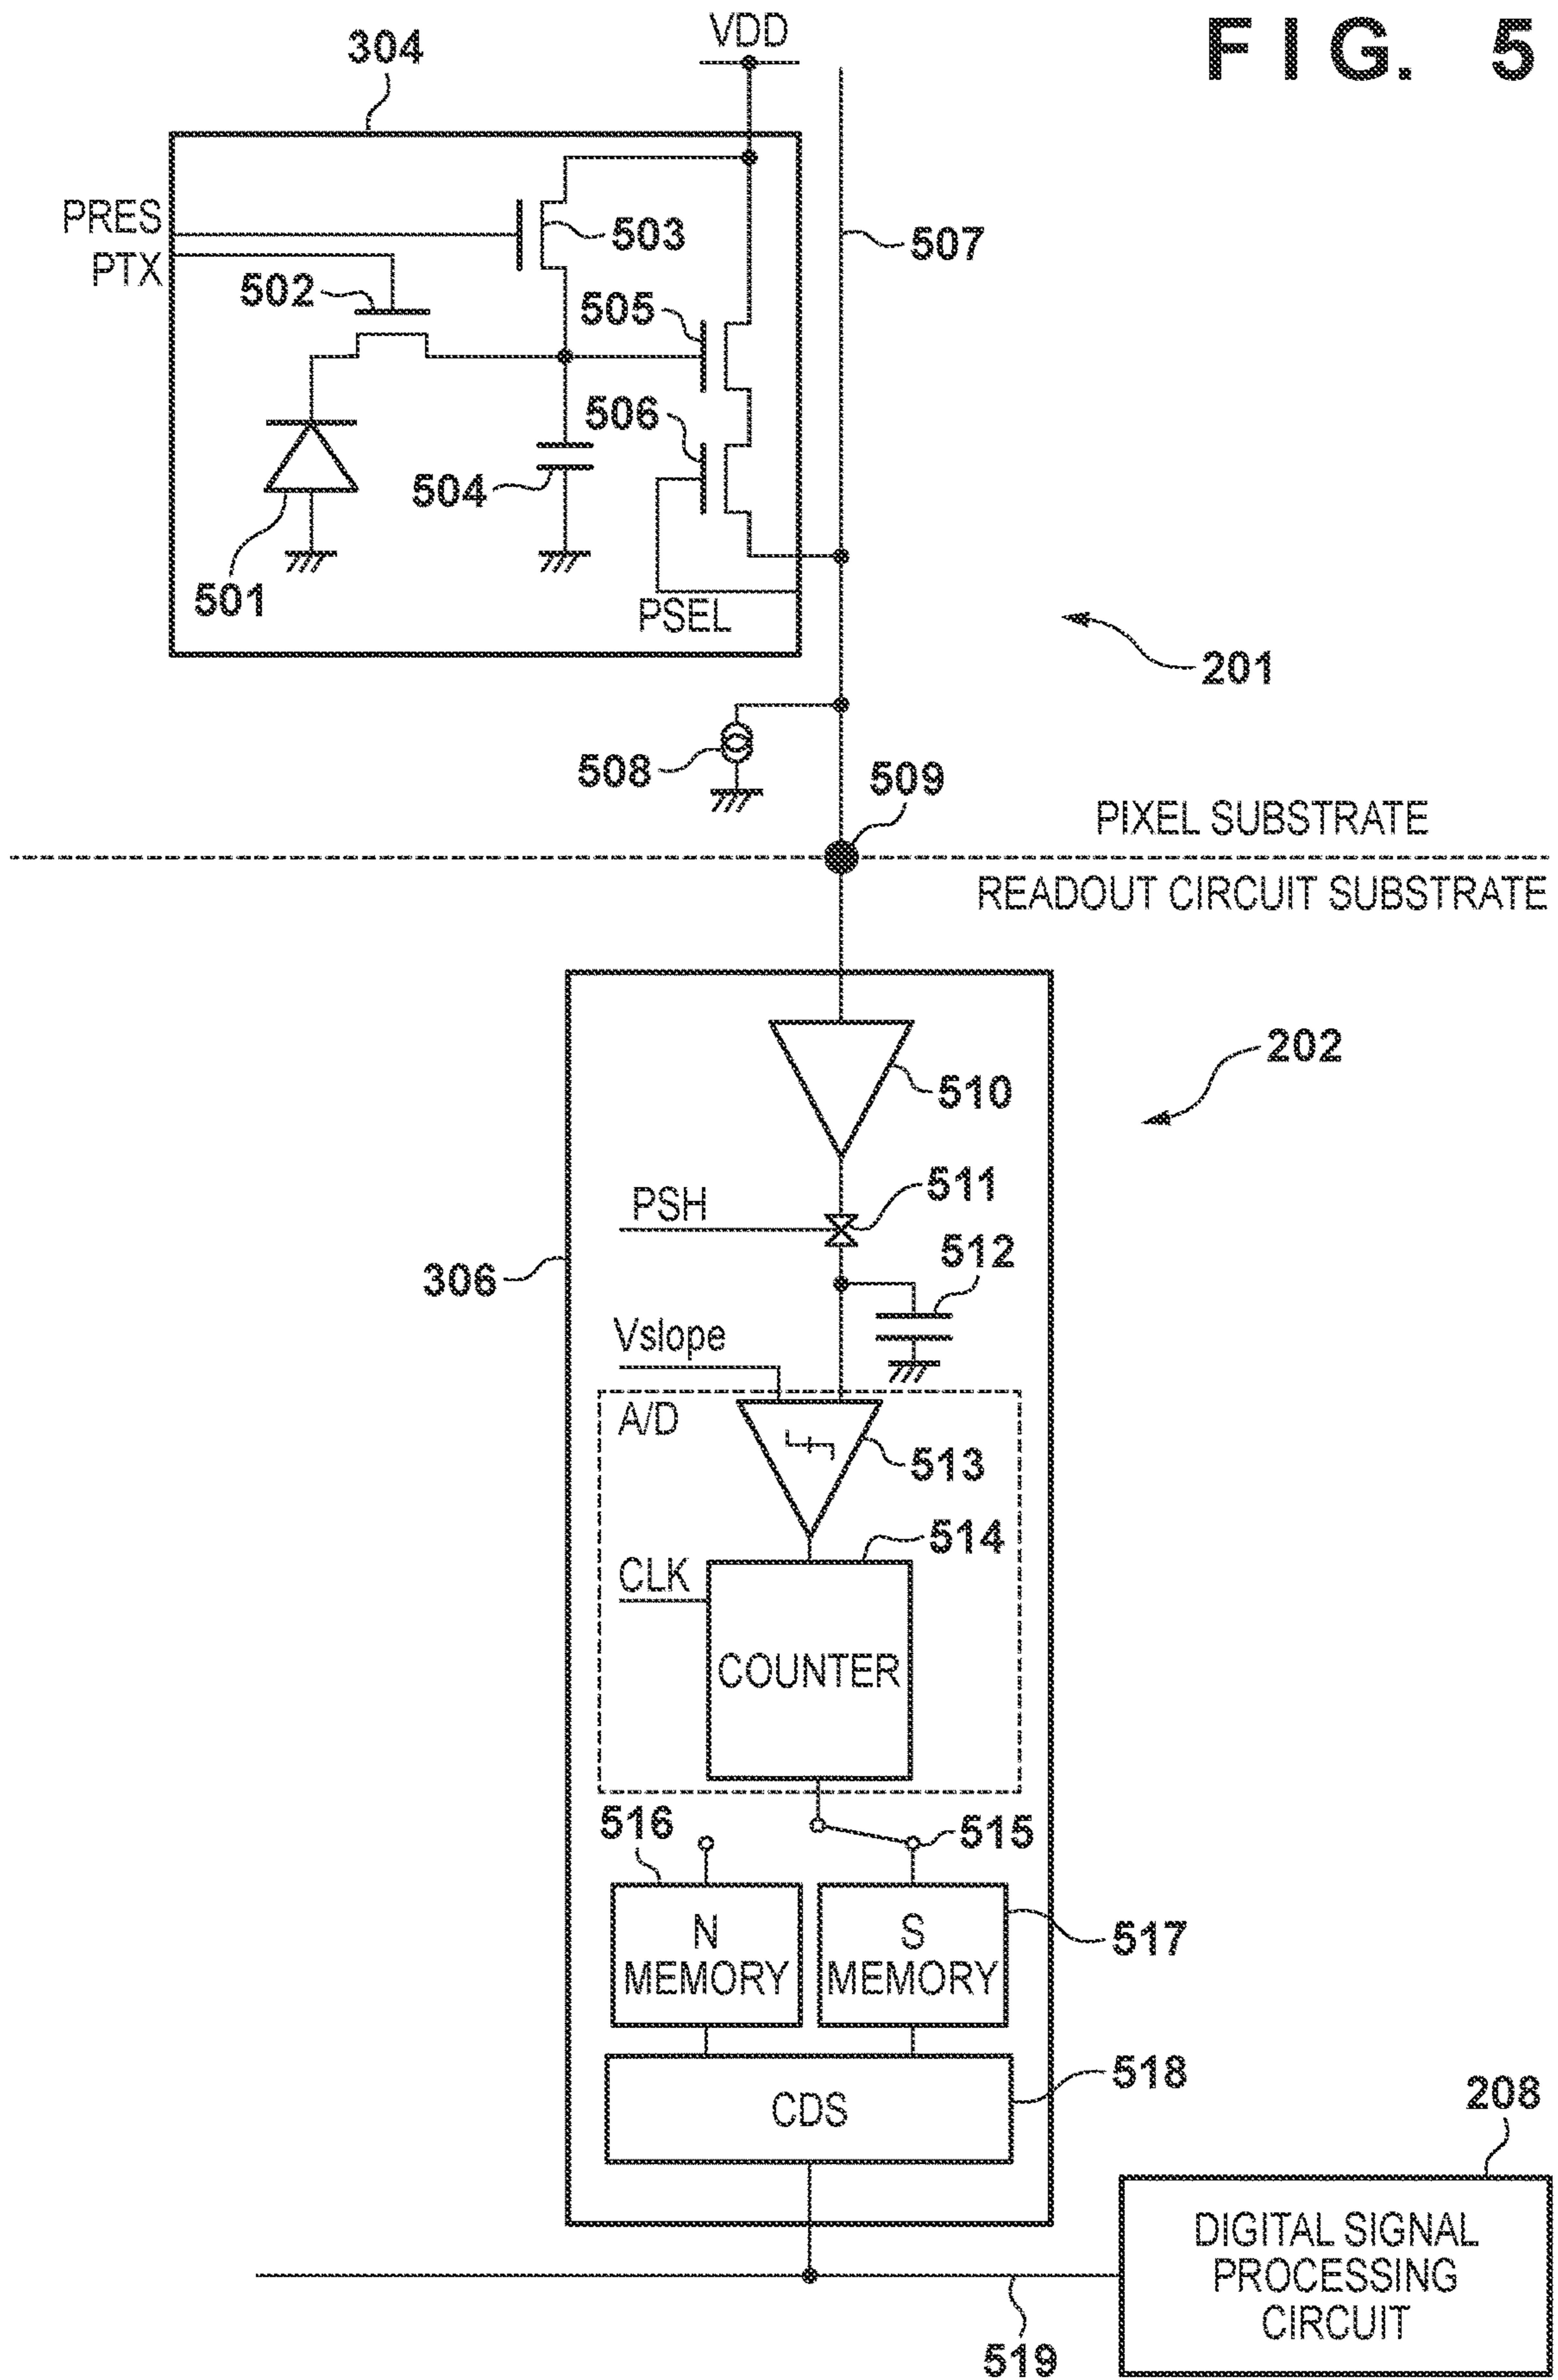 FIG. 5
VDD
304
PRES
503
507
PTX
502
505
506
504
501
PSEL
201
508
509
PIXEL SUBSTRATE
READOUT CIRCUIT SUBSTRATE
202
510
PSH
511
512
306
Vslope
A/D
513
514
CLK
COUNTER
516
515
N
MEMORY
S
MEMORY
517
518
CDS
208
DIGITAL SIGNAL
PROCESSING
CIRCUIT
519